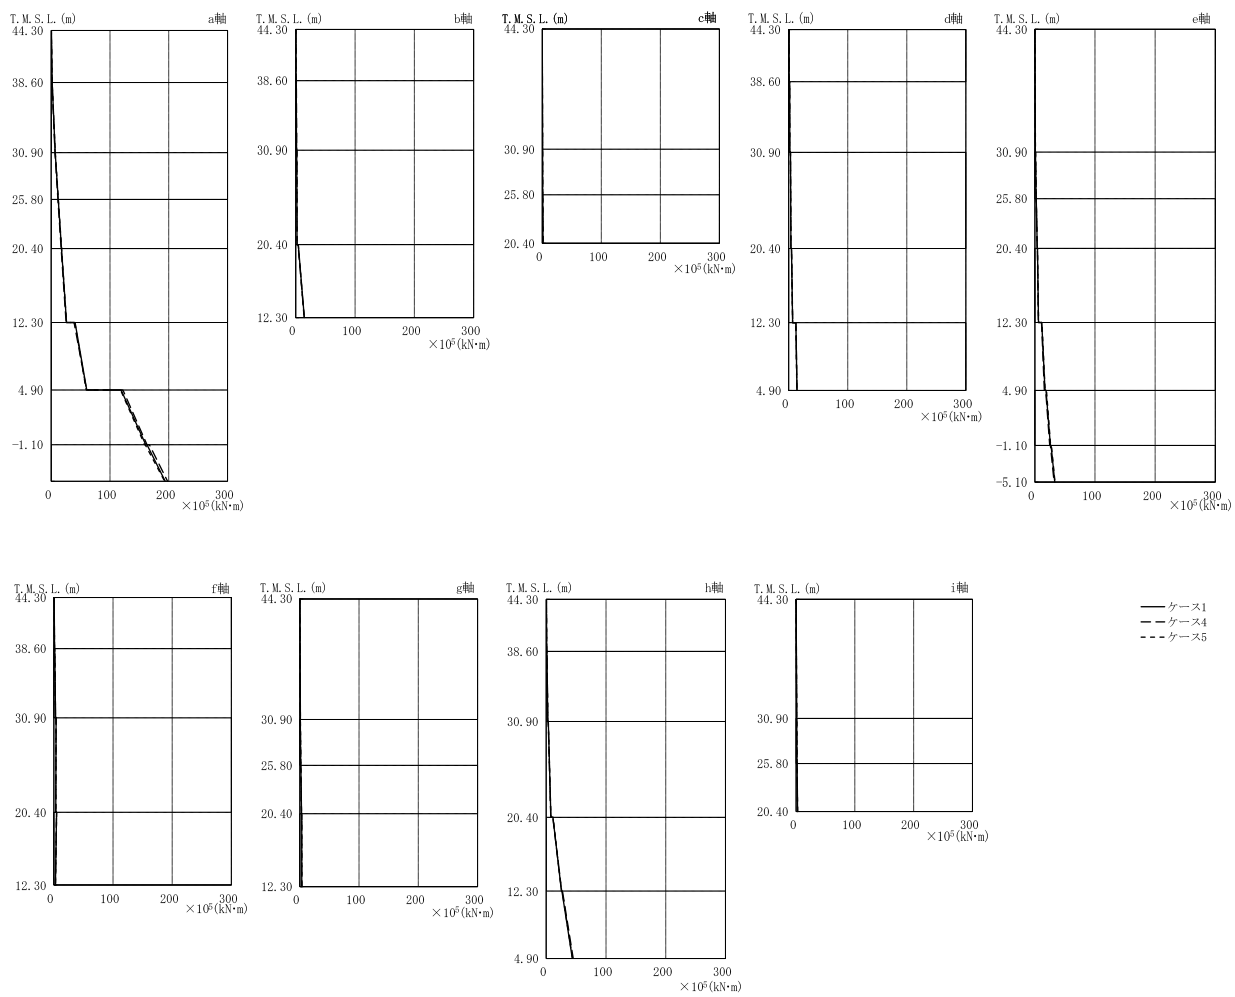 T.M.S.L.(m) a軸
44.30
38.60
30.90
25.80
20.40
12.30
4.90
-1.10
0 100 200 300
×10⁵(kN·m)
T.M.S.L.(m) b軸
44.30
38.60
30.90
20.40
12.30
0 100 200 300
×10⁵(kN·m)
T.M.S.L.(m) c軸
44.30
30.90
25.80
20.40
0 100 200 300
×10⁵(kN·m)
T.M.S.L.(m) d軸
44.30
38.60
30.90
20.40
12.30
4.90
0 100 200 300
×10⁵(kN·m)
T.M.S.L.(m) e軸
44.30
30.90
25.80
20.40
12.30
4.90
-1.10
-5.10
0 100 200 300
×10⁵(kN·m)
T.M.S.L.(m) f軸
44.30
38.60
30.90
20.40
12.30
0 100 200 300
×10⁵(kN·m)
T.M.S.L.(m) g軸
44.30
30.90
25.80
20.40
12.30
0 100 200 300
×10⁵(kN·m)
T.M.S.L.(m) h軸
44.30
38.60
30.90
20.40
12.30
4.90
0 100 200 300
×10⁵(kN·m)
T.M.S.L.(m) i軸
44.30
30.90
25.80
20.40
0 100 200 300
×10⁵(kN·m)
ケース1
ケース4
ケース5